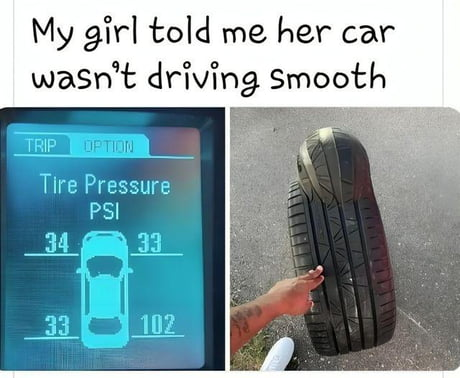 My girl told me her car
wasn't driving smooth
TRIP OPTION
Tire Pressure
PSI
34 33
33 102